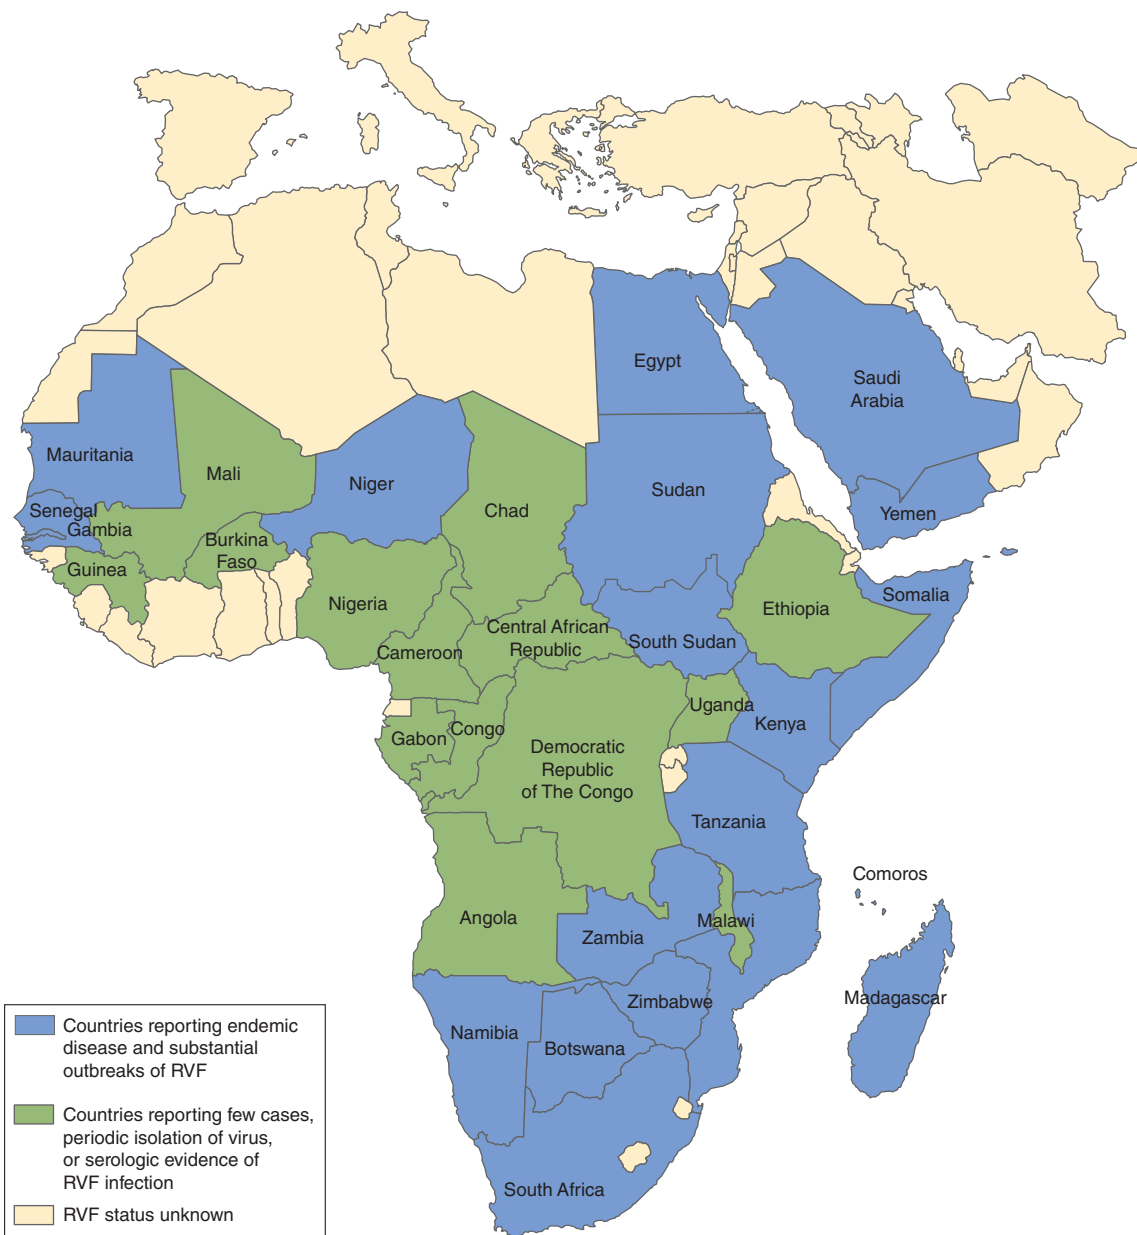 Egypt
Saudi
Arabia
Mauritania
Mali
Niger
Chad
Sudan
Yemen
Senegal
Gambia
Burkina
Faso
Guinea
Nigeria
Ethiopia
Somalia
Central African
Republic
South Sudan
Cameroon
Uganda
Kenya
Gabon
Congo
Democratic
Republic
of The Congo
Tanzania
Comoros
Angola
Malawi
Zambia
Madagascar
Zimbabwe
Namibia
Botswana
South Africa
Countries reporting endemic
disease and substantial
outbreaks of RVF
Countries reporting few cases,
periodic isolation of virus,
or serologic evidence of
RVF infection
RVF status unknown